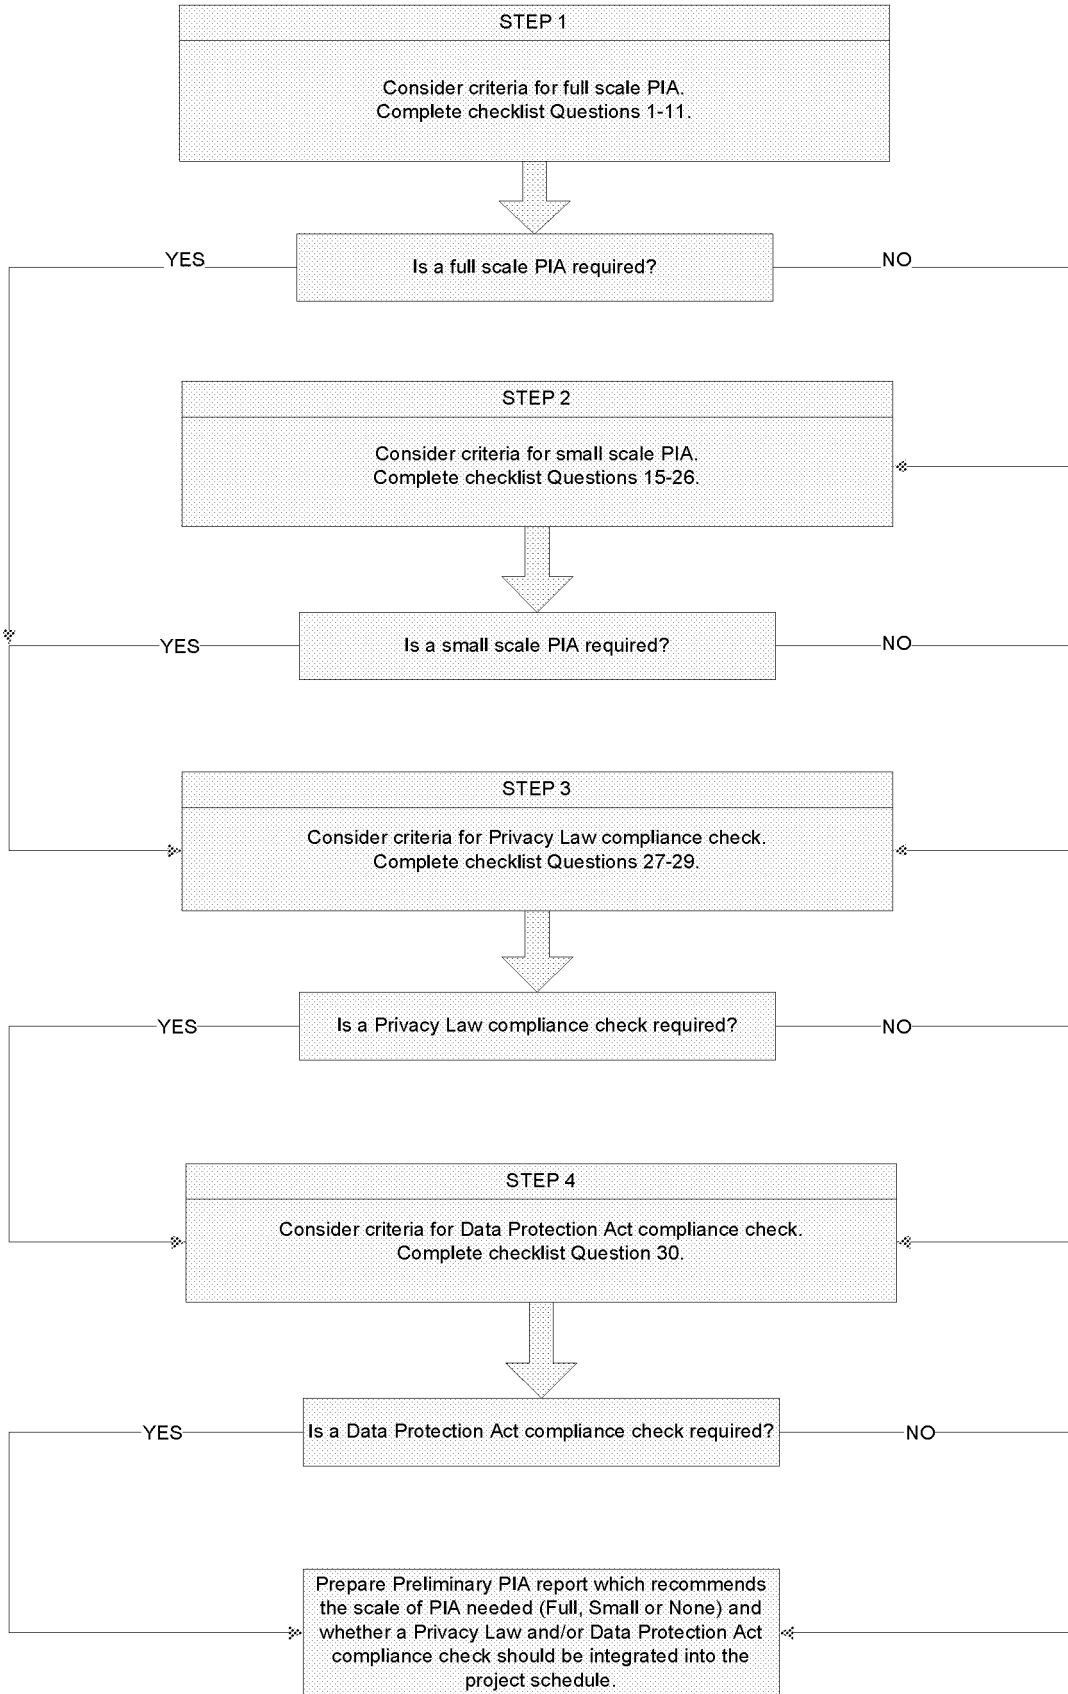 STEP 1
Consider criteria for full scale PIA.
Complete checklist Questions 1-11.
YES
Is a full scale PIA required?
NO
STEP 2
Consider criteria for small scale PIA.
Complete checklist Questions 15-26.
YES
Is a small scale PIA required?
NO
STEP 3
Consider criteria for Privacy Law compliance check.
Complete checklist Questions 27-29.
YES
Is a Privacy Law compliance check required?
NO
STEP 4
Consider criteria for Data Protection Act compliance check.
Complete checklist Question 30.
YES
Is a Data Protection Act compliance check required?
NO
Prepare Preliminary PIA report which recommends
the scale of PIA needed (Full, Small or None) and
whether a Privacy Law and/or Data Protection Act
compliance check should be integrated into the
project schedule.